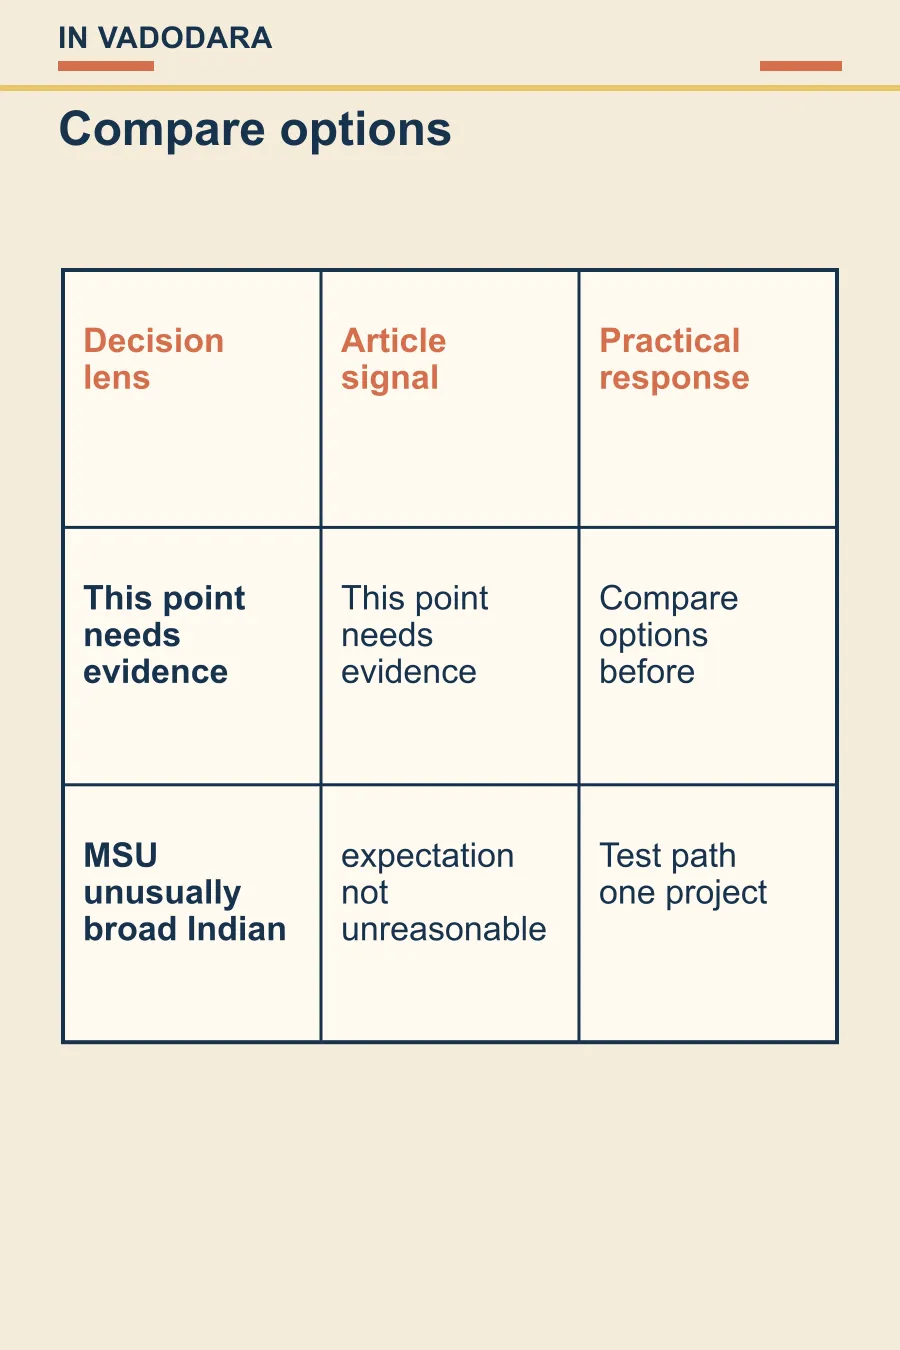 IN VADODARA
Compare options
Decision
lens
Article
signal
Practical
response
This point
needs
evidence
This point
needs
evidence
Compare
options
before
MSU
unusually
broad Indian
expectation
not
unreasonable
Test path
one project